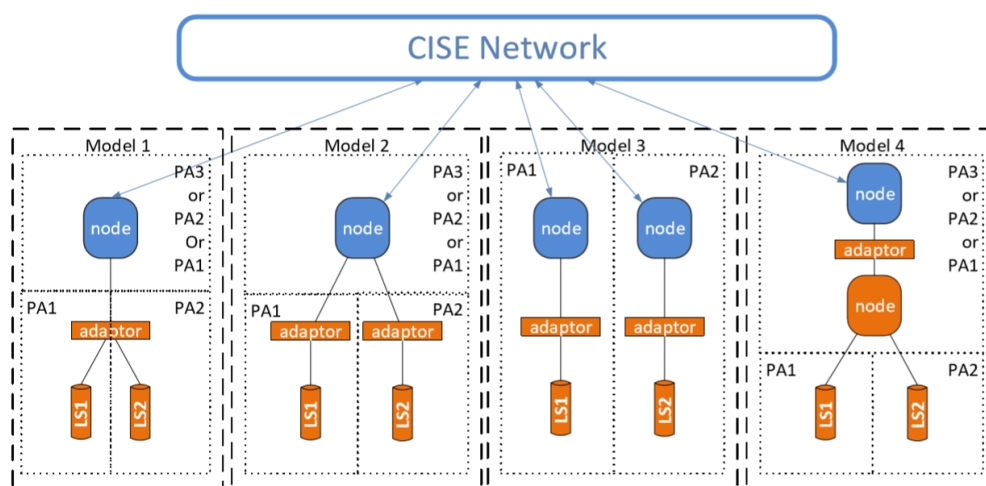 CISE Network
Model 1
PA3
or
PA2
Or
PA1
node
PA1
PA2
adaptor
LS1
LS2
Model 2
PA3
or
PA2
or
PA1
node
PA1
PA2
adaptor
adaptor
LS1
LS2
Model 3
PA1
PA2
node
node
adaptor
adaptor
LS1
LS2
Model 4
PA3
or
PA2
or
PA1
node
adaptor
node
PA1
PA2
LS1
LS2